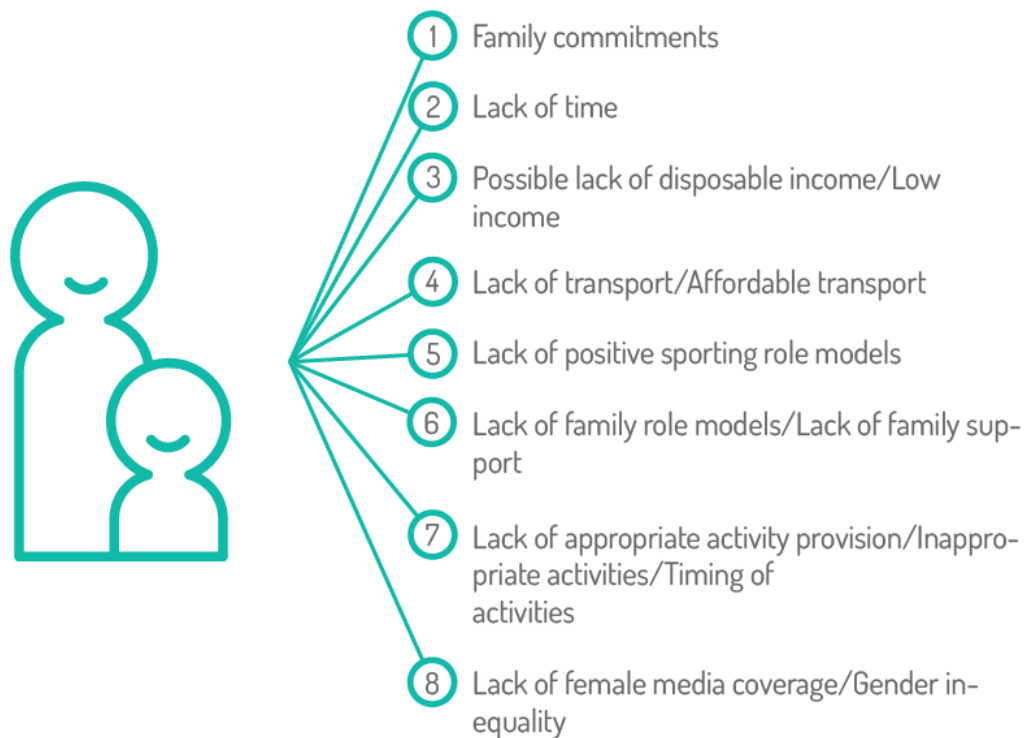 1 Family commitments
2 Lack of time
3 Possible lack of disposable income/Low
income
4 Lack of transport/Affordable transport
5 Lack of positive sporting role models
6 Lack of family role models/Lack of family sup-
port
7 Lack of appropriate activity provision/Inappro-
priate activities/Timing of
activities
8 Lack of female media coverage/Gender in-
equality